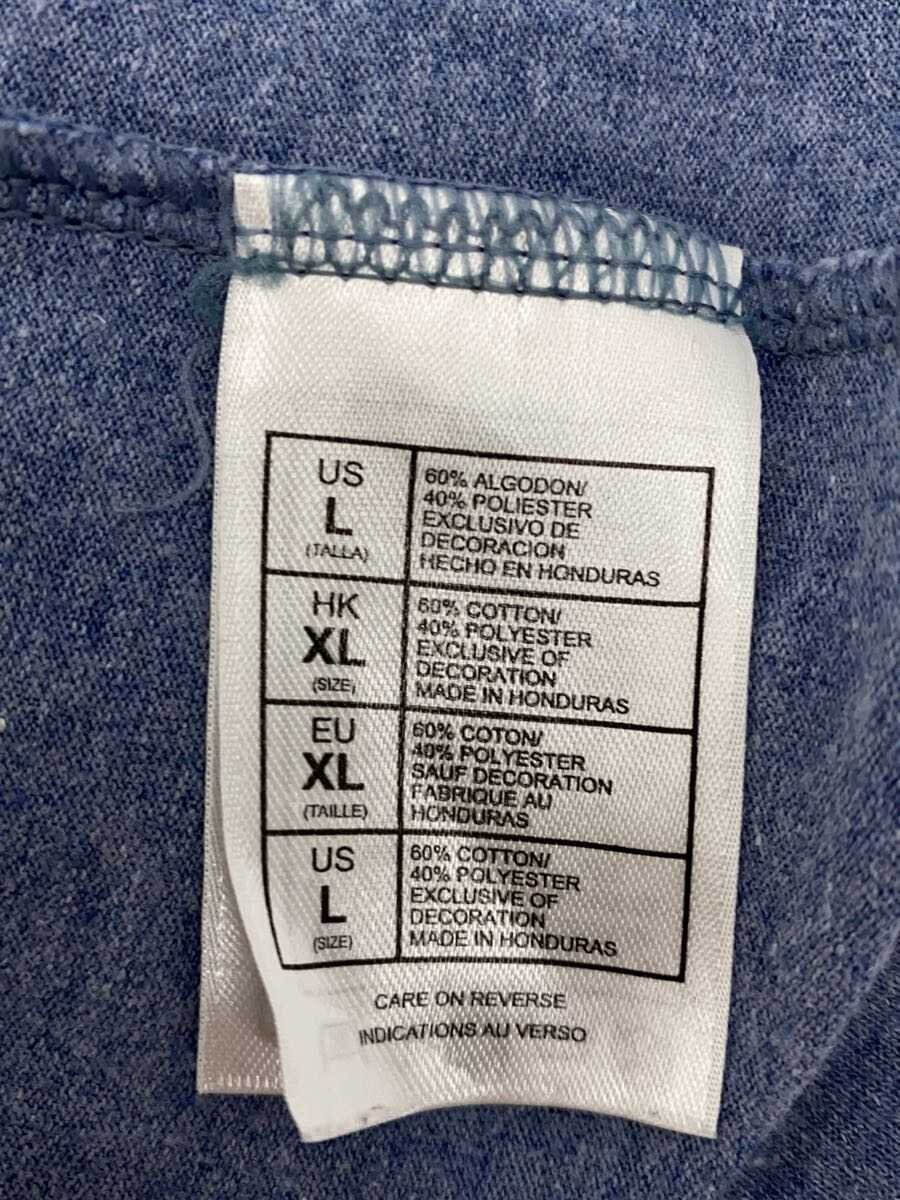 US
L
(TALLA)
60% ALGODON/
40% POLIESTER
EXCLUSIVO DE
DECORACION
HECHO EN HONDURAS
HK
XL
(SIZE)
60% COTTON/
40% POLYESTER
EXCLUSIVE OF
DECORATION
MADE IN HONDURAS
EU
XL
(TAILLE)
60% COTON/
40% POLYESTER
SAUF DECORATION
FABRIQUE AU
HONDURAS
US
L
(SIZE)
60% COTTON/
40% POLYESTER
EXCLUSIVE OF
DECORATION
MADE IN HONDURAS
CARE ON REVERSE
INDICATIONS AU VERSO